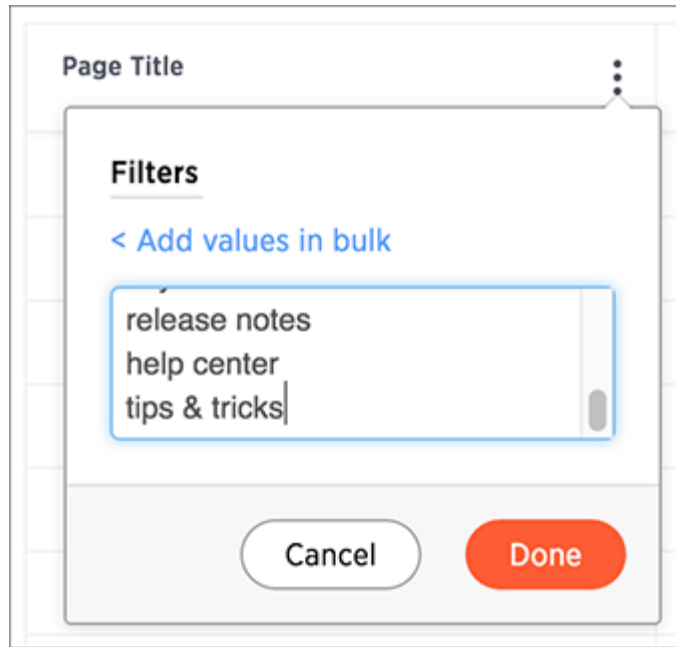 Page Title
Filters
< Add values in bulk
release notes
help center
tips & tricks
Cancel
Done